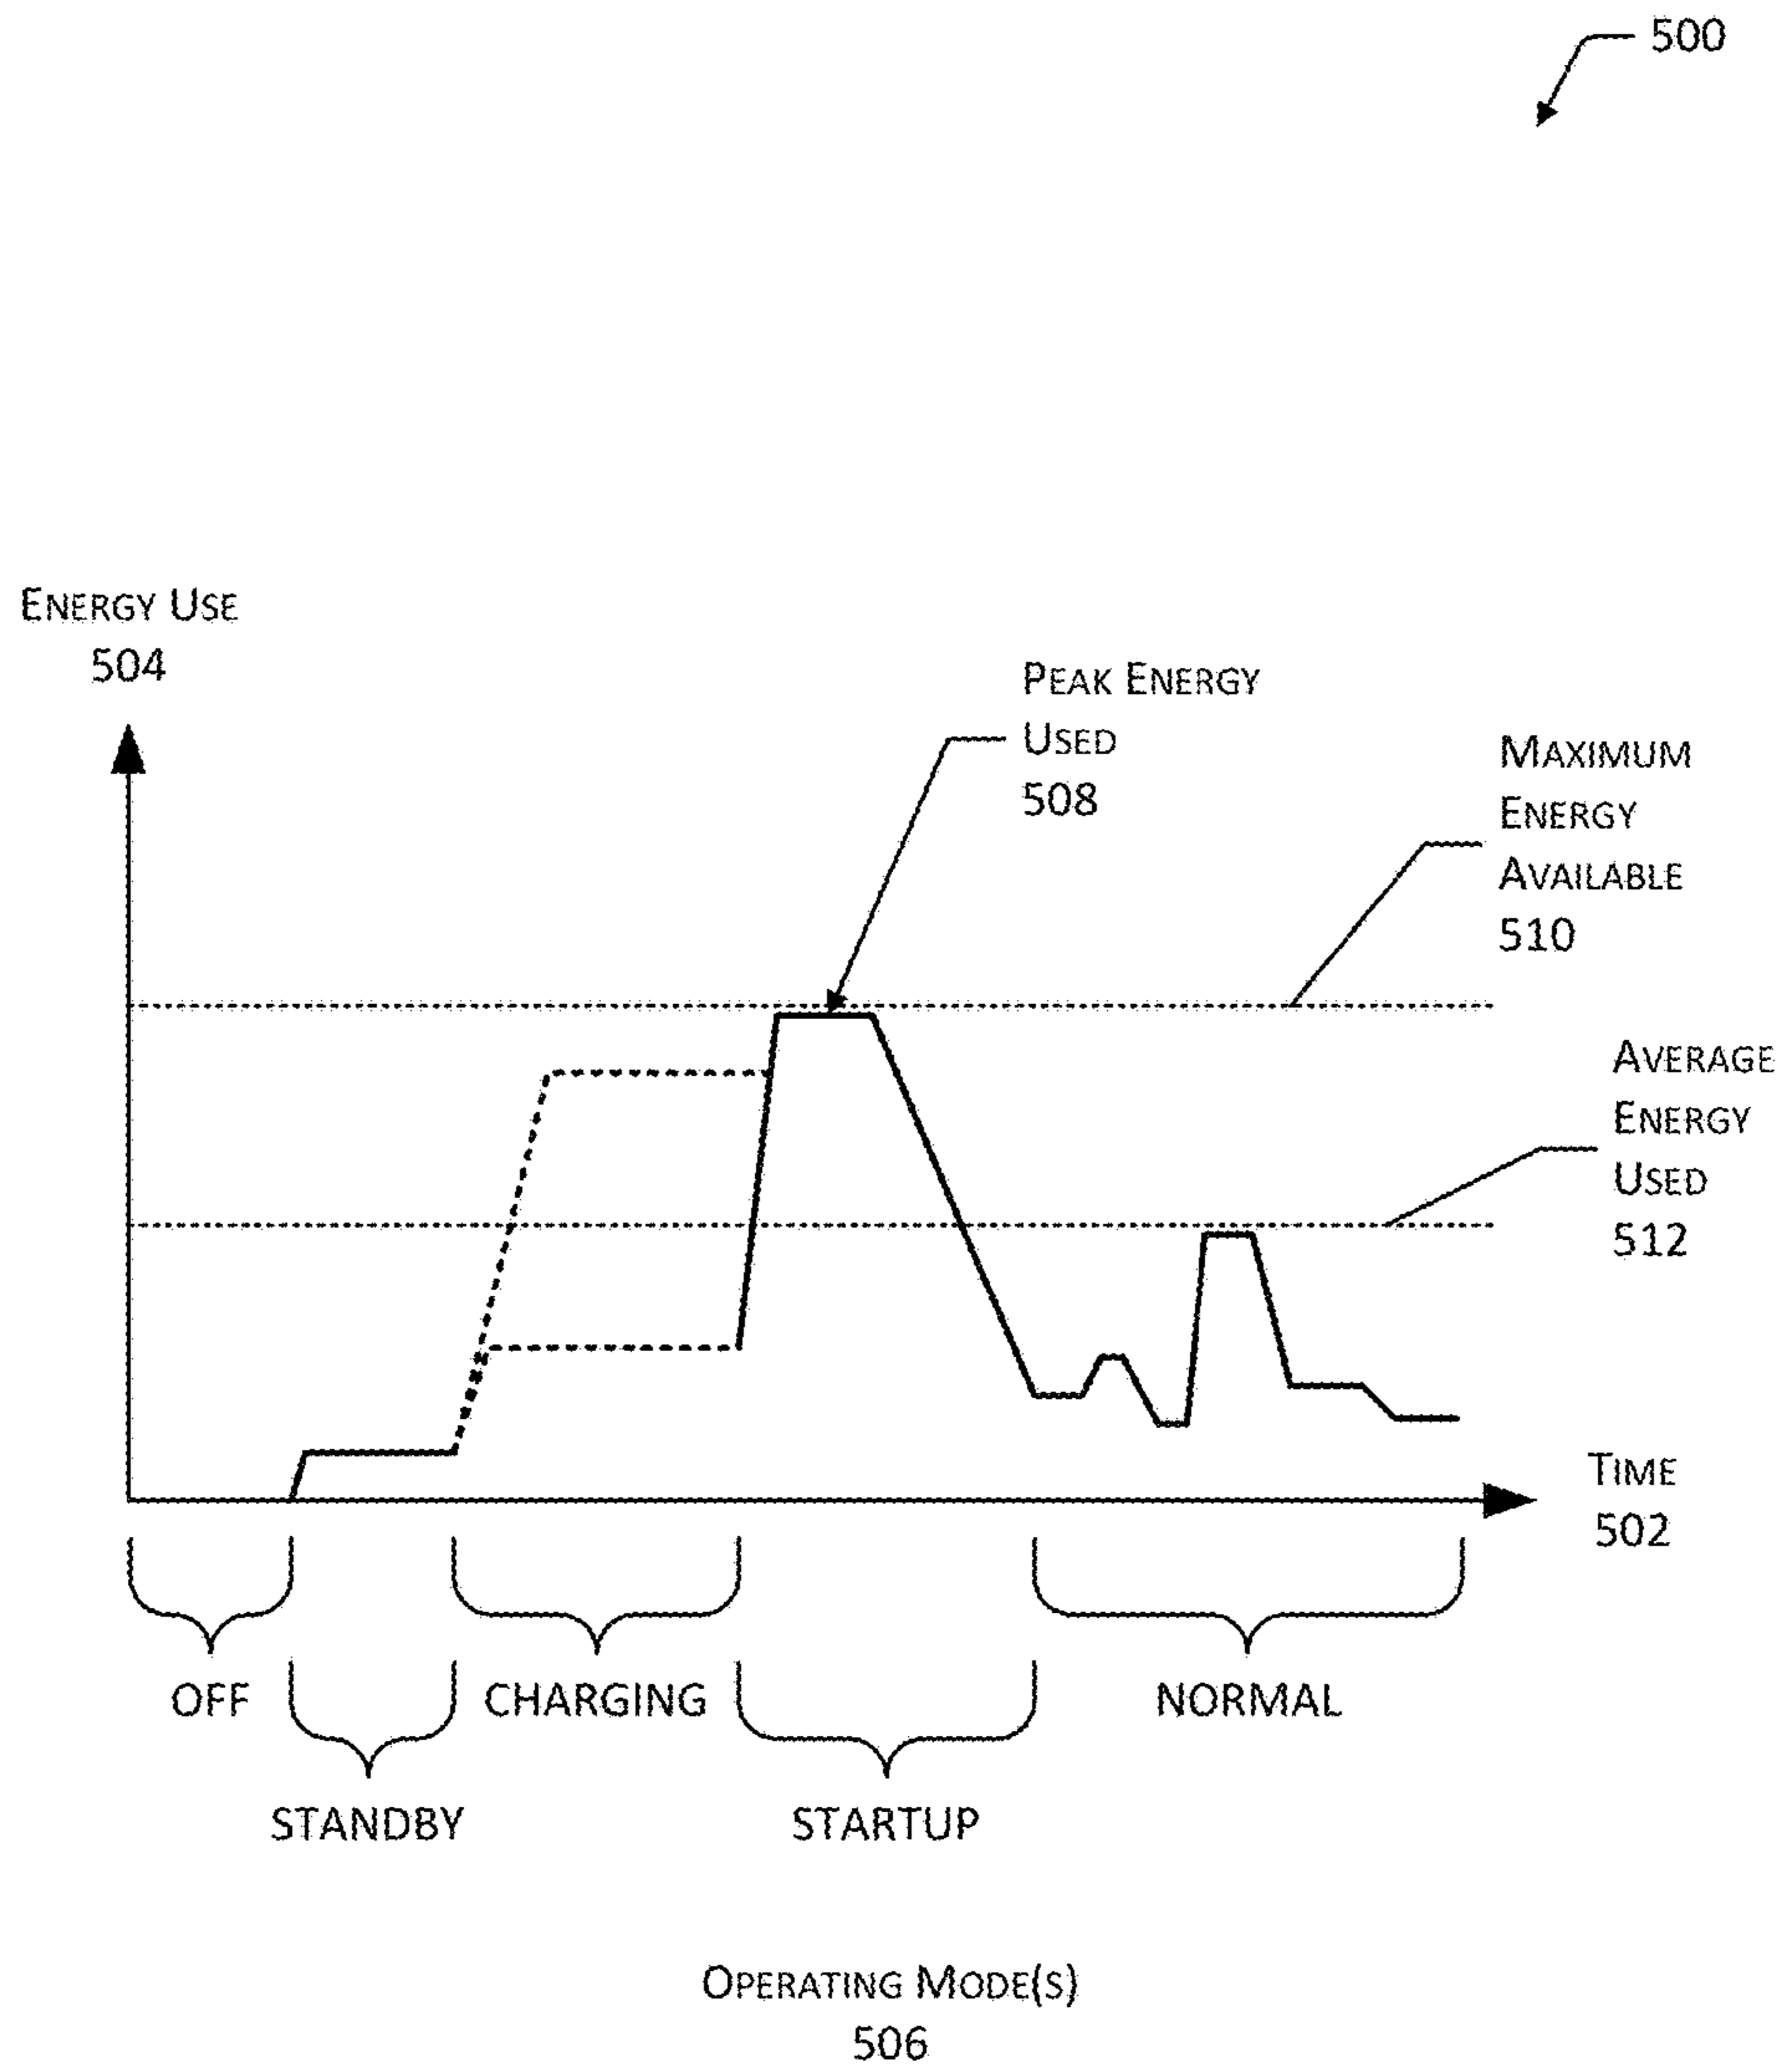 500
ENERGY USE
504
PEAK ENERGY
USED
508
MAXIMUM
ENERGY
AVAILABLE
510
AVERAGE
ENERGY
USED
512
TIME
502
OFF
CHARGING
NORMAL
STANDBY
STARTUP
OPERATING MODE(S)
506